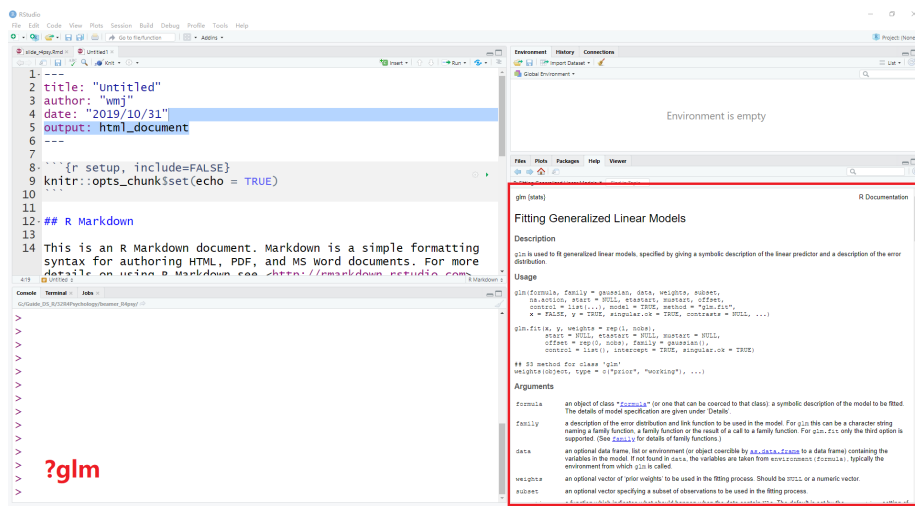 RStudio
File Edit Code View Plots Session Build Debug Profile Tools Help
Go to file/function Addins Project: (None
slide_r4psy.Rmd Untitled1
Knit Insert Run
1 ---
2 title: "Untitled"
3 author: "wmj"
4 date: "2019/10/31"
5 output: html_document
6 ---
7
8 ```{r setup, include=FALSE}
9 knitr::opts_chunk$set(echo = TRUE)
10 ```
11
12 ## R Markdown
13
14 This is an R Markdown document. Markdown is a simple formatting
syntax for authoring HTML, PDF, and MS Word documents. For more
details on using R Markdown see <http://rmarkdown.rstudio.com>
4:19 Untitled R Markdown
Console Terminal Jobs
>
>
>
>
>
>
>
>
>
>
>
>
>
>
?glm
Environment History Connections
Import Dataset List
Global Environment
Environment is empty
Files Plots Packages Help Viewer
glm {stats} R Documentation
Fitting Generalized Linear Models
Description
glm is used to fit generalized linear models, specified by giving a symbolic description of the linear predictor and a description of the error
distribution.
Usage
glm(formula, family = gaussian, data, weights, subset,
na.action, start = NULL, etastart, mustart, offset,
control = list(...), model = TRUE, method = "glm.fit",
x = FALSE, y = TRUE, singular.ok = TRUE, contrasts = NULL, ...)
glm.fit(x, y, weights = rep(1, nobs),
start = NULL, etastart = NULL, mustart = NULL,
offset = rep(0, nobs), family = gaussian(),
control = list(), intercept = TRUE, singular.ok = TRUE)
## S3 method for class 'glm'
weights(object, type = c("prior", "working"), ...)
Arguments
formula an object of class "formula" (or one that can be coerced to that class): a symbolic description of the model to be fitted.
The details of model specification are given under 'Details'.
family a description of the error distribution and link function to be used in the model. For glm this can be a character string
naming a family function, a family function or the result of a call to a family function. For glm.fit only the third option is
supported. (See family for details of family functions.)
data an optional data frame, list or environment (or object coercible by as.data.frame to a data frame) containing the
variables in the model. If not found in data, the variables are taken from environment(formula), typically the
environment from which glm is called.
weights an optional vector of 'prior weights' to be used in the fitting process. Should be NULL or a numeric vector.
subset an optional vector specifying a subset of observations to be used in the fitting process.